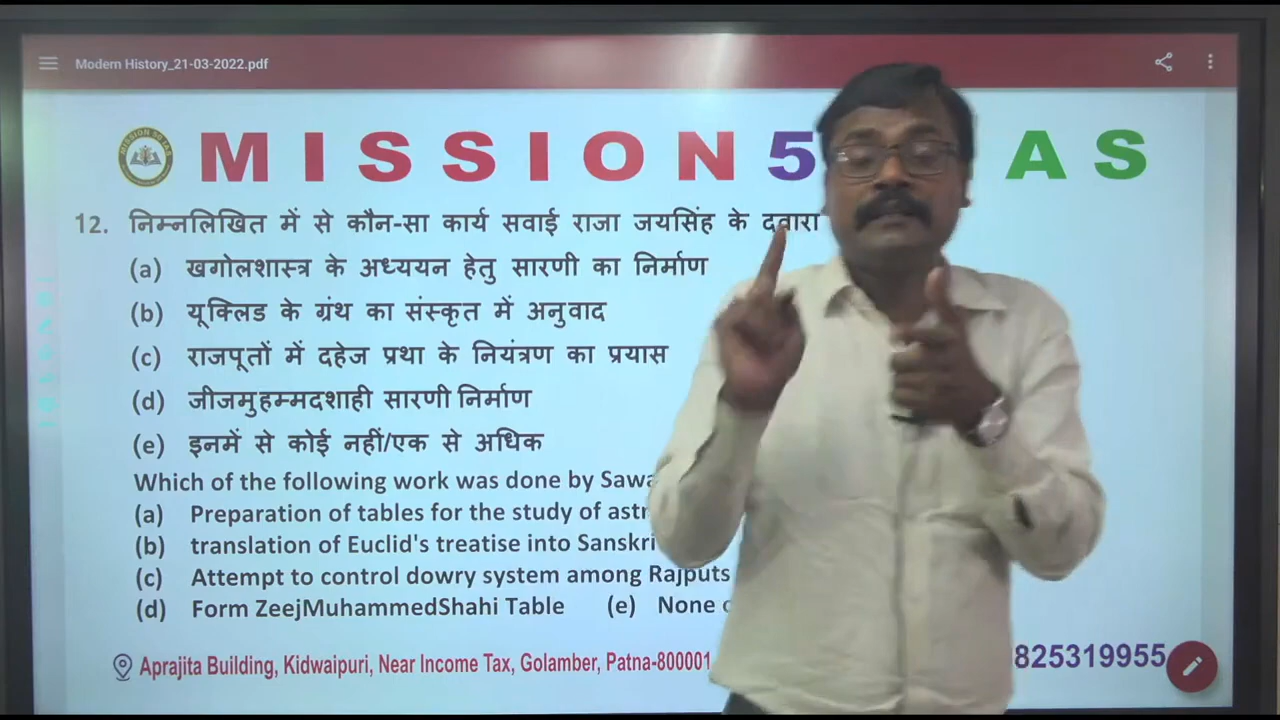 Modern History_21-03-2022.pdf
MISSION 5 AS
12. निम्नलिखित में से कौन-सा कार्य सवाई राजा जयसिंह के दवारा
(a) खगोलशास्त्र के अध्ययन हेतु सारणी का निर्माण
(b) यूक्लिड के ग्रंथ का संस्कृत में अनुवाद
(c) राजपूतों में दहेज प्रथा के नियंत्रण का प्रयास
(d) जीजमुहम्मदशाही सारणी निर्माण
(e) इनमें से कोई नहीं/एक से अधिक
Which of the following work was done by
(a) Preparation of tables for the study of
(b) translation of Euclid's treatise into
(c) Attempt to control dowry system among Rajputs
(d) Form ZeejMuhammedShahi Table (e) None
Aprajita Building, Kidwaipuri, Near Income Tax, Golamber, Patna-800001
825319955